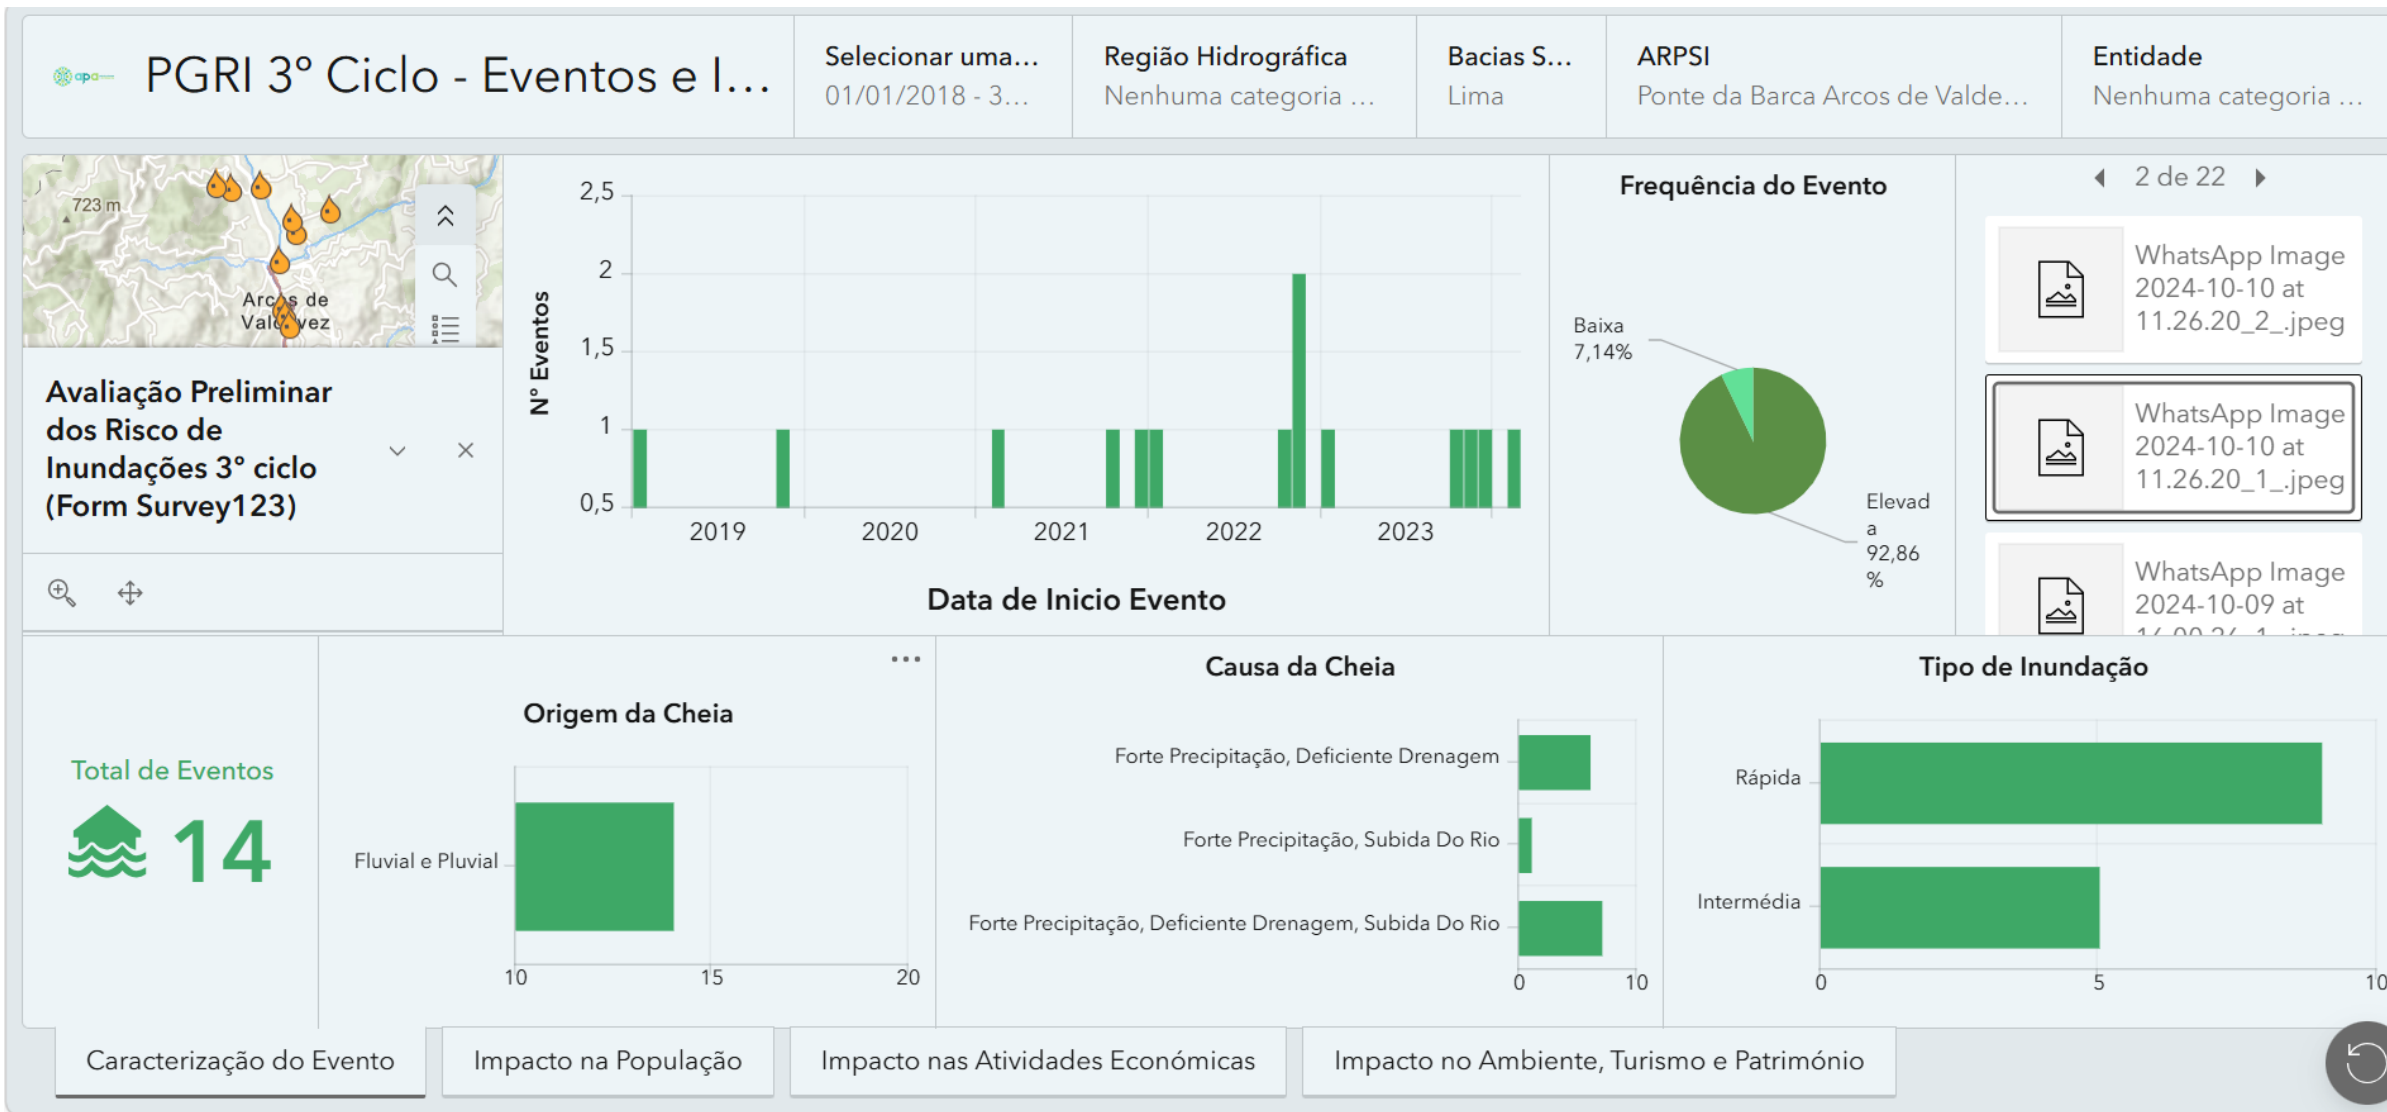 apa
PGRI 3º Ciclo - Eventos e I...
Selecionar uma...
01/01/2018 - 3...
Região Hidrográfica
Nenhuma categoria ...
Bacias S...
Lima
ARPSI
Ponte da Barca Arcos de Valde...
Entidade
Nenhuma categoria ...
723 m
Arcos de
Valdevez
Avaliação Preliminar
dos Risco de
Inundações 3º ciclo
(Form Survey123)
Nº Eventos
2,5
2
1,5
1
0,5
2019
2020
2021
2022
2023
Data de Inicio Evento
Frequência do Evento
Baixa
7,14%
Elevad
a
92,86
%
2 de 22
WhatsApp Image
2024-10-10 at
11.26.20_2_.jpeg
WhatsApp Image
2024-10-10 at
11.26.20_1_.jpeg
WhatsApp Image
2024-10-09 at
Total de Eventos
14
Origem da Cheia
Fluvial e Pluvial
10
15
20
Causa da Cheia
Forte Precipitação, Deficiente Drenagem
Forte Precipitação, Subida Do Rio
Forte Precipitação, Deficiente Drenagem, Subida Do Rio
0
10
Tipo de Inundação
Rápida
Intermédia
0
5
10
Caracterização do Evento
Impacto na População
Impacto nas Atividades Económicas
Impacto no Ambiente, Turismo e Património